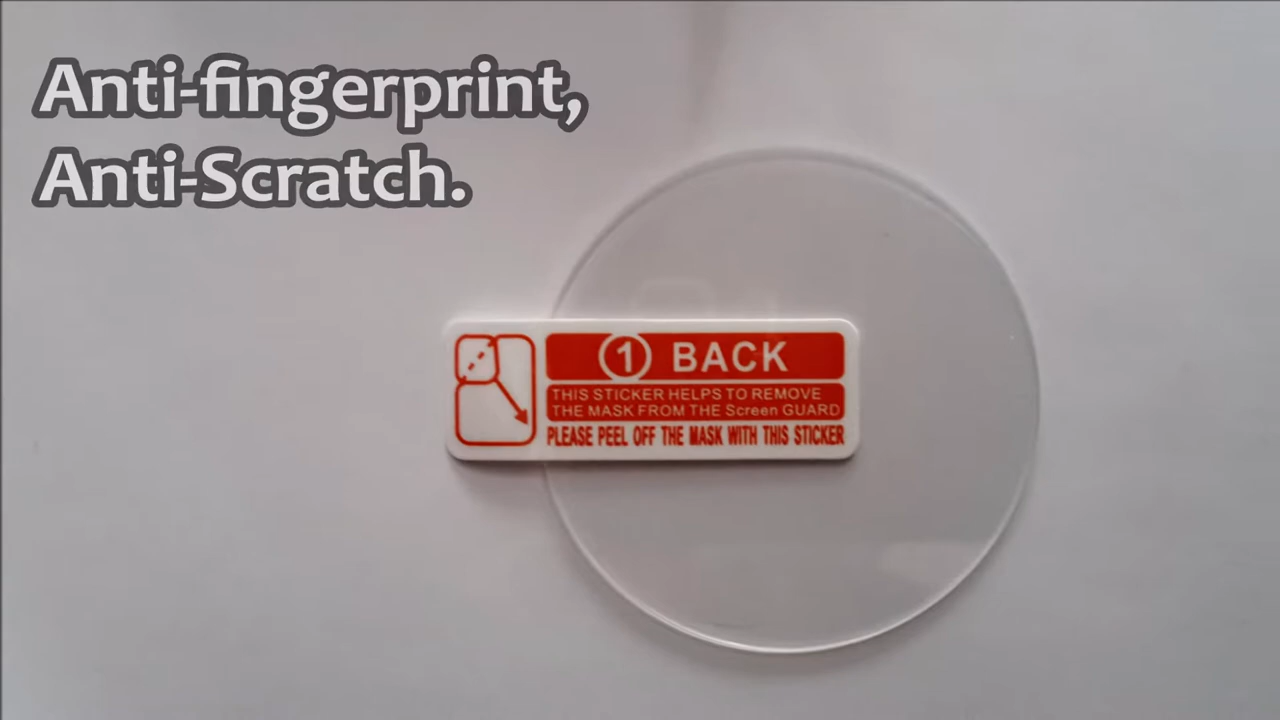 Anti-fingerprint,
Anti-Scratch.
1 BACK
THIS STICKER HELPS TO REMOVE
THE MASK FROM THE Screen GUARD
PLEASE PEEL OFF THE MASK WITH THIS STICKER